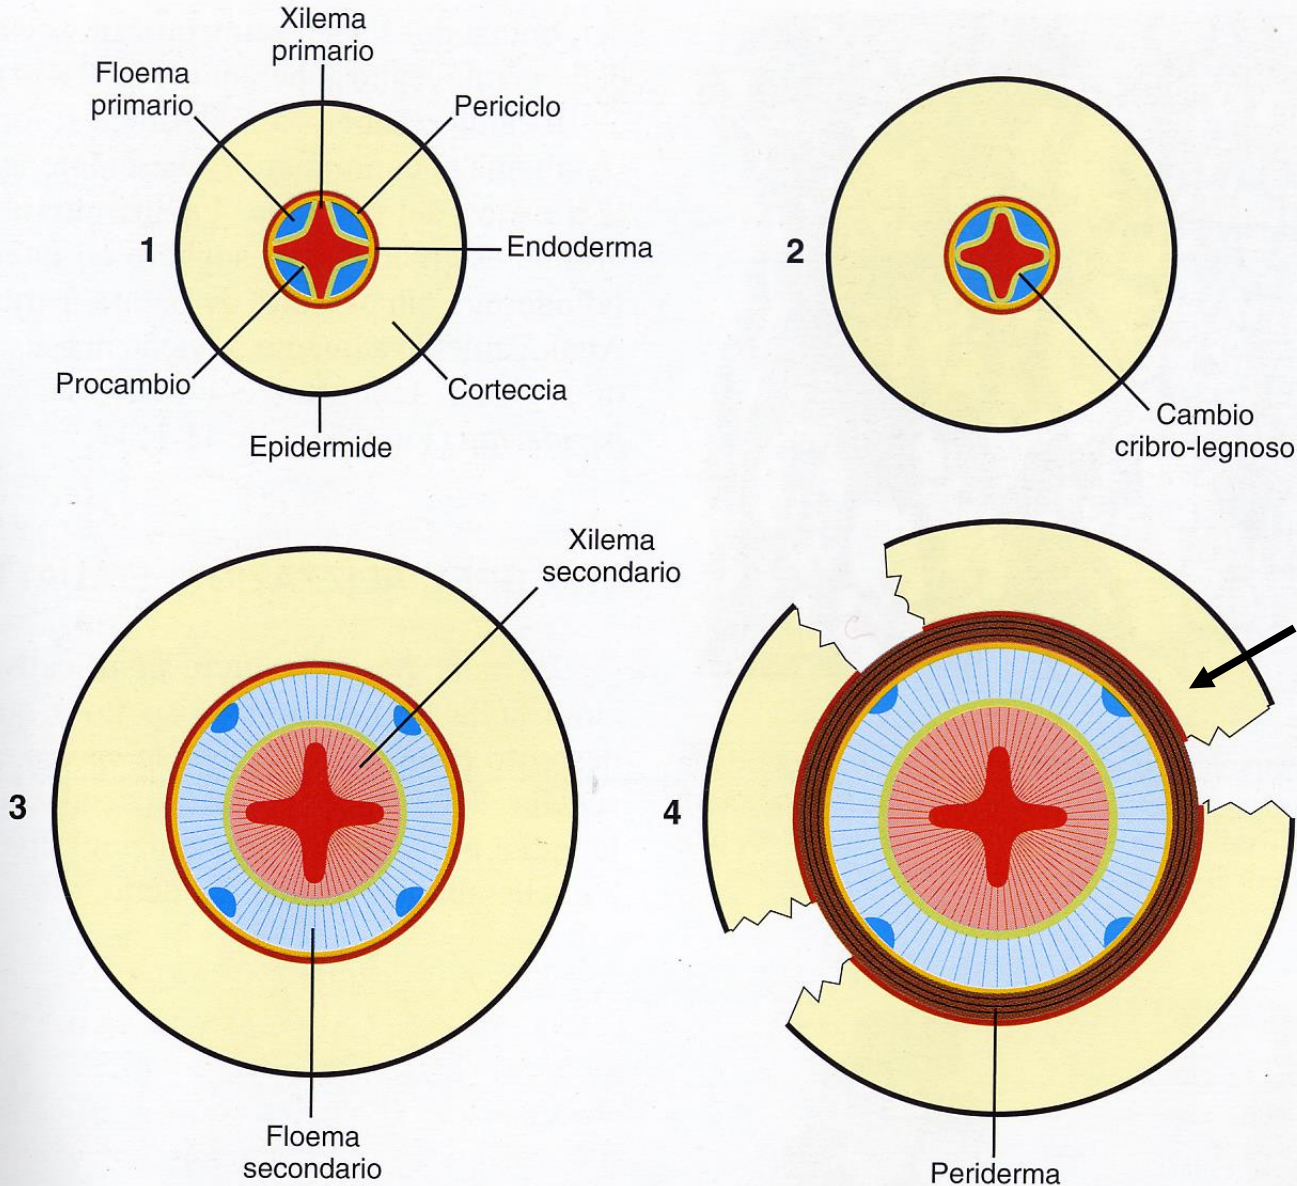 Xilema
primario
Floema
primario
Periciclo
1
Endoderma
Procambio
Corteccia
Epidermide
2
Cambio
cribro-legnoso
Xilema
secondario
3
Floema
secondario
4
Periderma